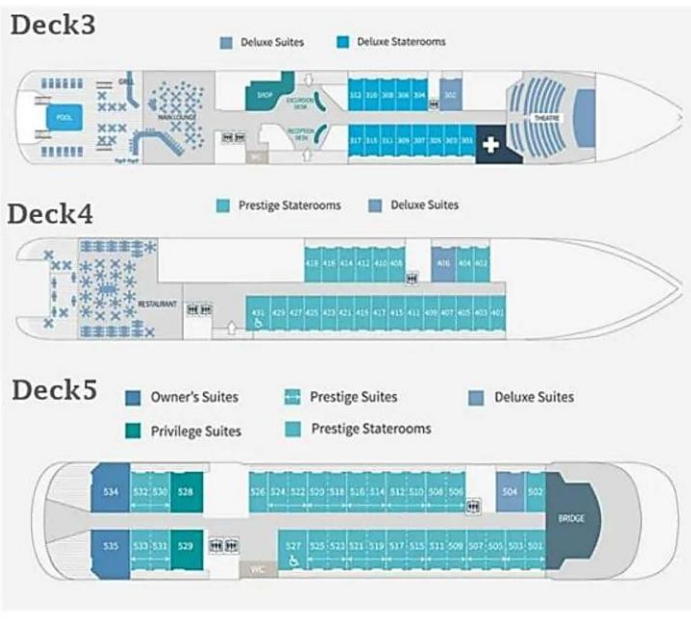 Deck3
Deluxe Suites Deluxe Staterooms
GRILL
POOL
MAIN LOUNGE
SHOP
EXCURSION DESK
RECEPTION DESK
WC
312 310 308 306 304 302
317 315 311 309 307 305 303 301
THEATRE
Deck4
Prestige Staterooms Deluxe Suites
RESTAURANT
418 416 414 412 410 408 406 404 402
431 429 427 425 423 421 419 417 415 411 409 407 405 403 401
Deck5
Owner's Suites Prestige Suites Deluxe Suites
Privilege Suites Prestige Staterooms
534 532 530 528 526 524 522 520 518 516 514 512 510 508 506 504 502
BRIDGE
535 533 531 529 527 525 523 521 519 517 515 511 509 507 505 503 501
WC